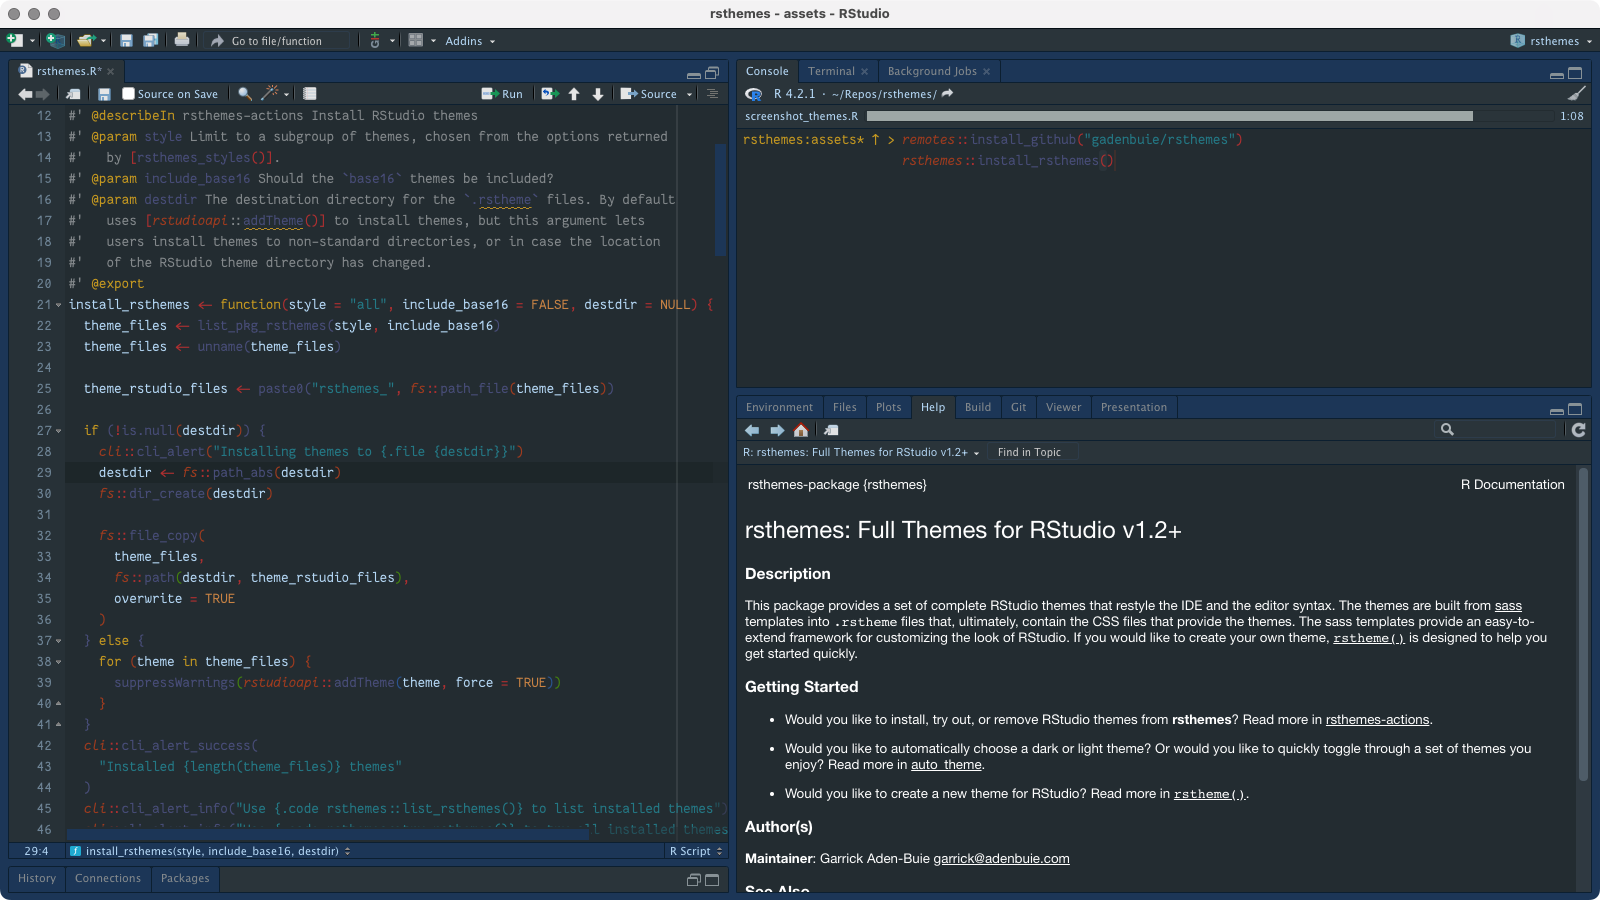 rsthemes - assets - RStudio
Go to file/function
Addins
rsthemes
rsthemes.R*
Source on Save
Run
Source
12 #' @describeIn rsthemes-actions Install RStudio themes
13 #' @param style Limit to a subgroup of themes, chosen from the options returned
14 #'   by [rsthemes_styles()].
15 #' @param include_base16 Should the `base16` themes be included?
16 #' @param destdir The destination directory for the `.rstheme` files. By default
17 #'   uses [rstudioapi::addTheme()] to install themes, but this argument lets
18 #'   users install themes to non-standard directories, or in case the location
19 #'   of the RStudio theme directory has changed.
20 #' @export
21 install_rsthemes <- function(style = "all", include_base16 = FALSE, destdir = NULL) {
22   theme_files <- list_pkg_rsthemes(style, include_base16)
23   theme_files <- unname(theme_files)
24
25   theme_rstudio_files <- paste0("rsthemes_", fs::path_file(theme_files))
26
27   if (!is.null(destdir)) {
28     cli::cli_alert("Installing themes to {.file {destdir}}")
29     destdir <- fs::path_abs(destdir)
30     fs::dir_create(destdir)
31
32     fs::file_copy(
33       theme_files,
34       fs::path(destdir, theme_rstudio_files),
35       overwrite = TRUE
36     )
37   } else {
38     for (theme in theme_files) {
39       suppressWarnings(rstudioapi::addTheme(theme, force = TRUE))
40     }
41   }
42   cli::cli_alert_success(
43     "Installed {length(theme_files)} themes"
44   )
45   cli::cli_alert_info("Use {.code rsthemes::list_rsthemes()} to list installed themes")
46
29:4
install_rsthemes(style, include_base16, destdir)
R Script
History
Connections
Packages
Console
Terminal
Background Jobs
R 4.2.1 · ~/Repos/rsthemes/
screenshot_themes.R
1:08
rsthemes:assets* ↑ > remotes::install_github("gadenbuie/rsthemes")
rsthemes::install_rsthemes()
Environment
Files
Plots
Help
Build
Git
Viewer
Presentation
R: rsthemes: Full Themes for RStudio v1.2+
Find in Topic
rsthemes-package {rsthemes}
R Documentation
rsthemes: Full Themes for RStudio v1.2+
Description
This package provides a set of complete RStudio themes that restyle the IDE and the editor syntax. The themes are built from sass
templates into .rstheme files that, ultimately, contain the CSS files that provide the themes. The sass templates provide an easy-to-
extend framework for customizing the look of RStudio. If you would like to create your own theme, rstheme() is designed to help you
get started quickly.
Getting Started
• Would you like to install, try out, or remove RStudio themes from rsthemes? Read more in rsthemes-actions.
• Would you like to automatically choose a dark or light theme? Or would you like to quickly toggle through a set of themes you
enjoy? Read more in auto_theme.
• Would you like to create a new theme for RStudio? Read more in rstheme().
Author(s)
Maintainer: Garrick Aden-Buie garrick@adenbuie.com
See Also